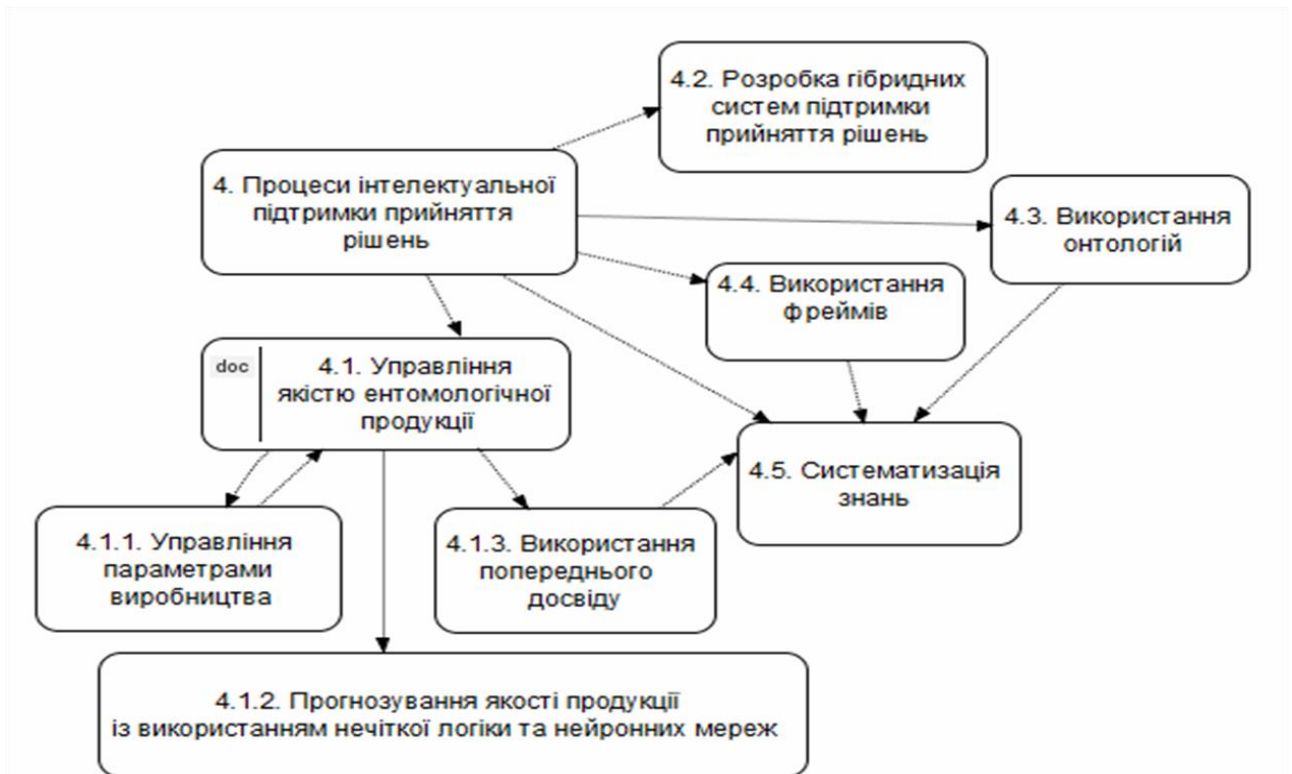 4.2. Розробка гібридних
систем підтримки
прийняття рішень
4. Процеси інтелектуальної
підтримки прийняття
рішень
4.3. Використання
онтологій
4.4. Використання
фреймів
doc
4.1. Управління
якістю ентомологічної
продукції
4.5. Систематизація
знань
4.1.1. Управління
параметрами
виробництва
4.1.3. Використання
попереднього
досвіду
4.1.2. Прогнозування якості продукції
із використанням нечіткої логіки та нейронних мереж